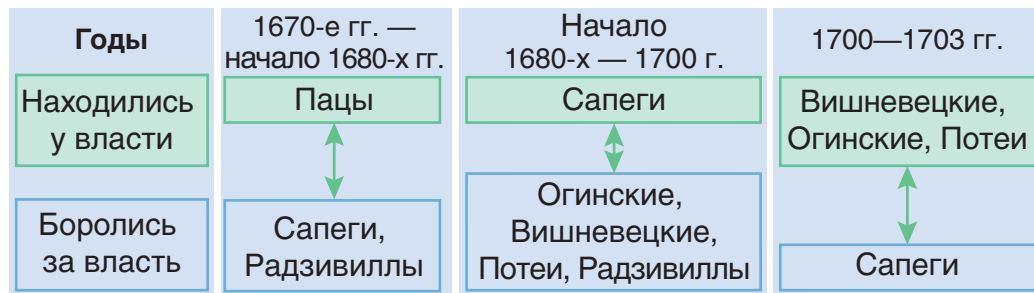 Годы
Находились
у власти
Боролись
за власть
1670-е гг. —
начало 1680-х гг.
Пацы
Сапеги,
Радзивиллы
Начало
1680-х — 1700 г.
Сапеги
Огинские,
Вишневецкие,
Потеи, Радзивиллы
1700—1703 гг.
Вишневецкие,
Огинские, Потеи
Сапеги